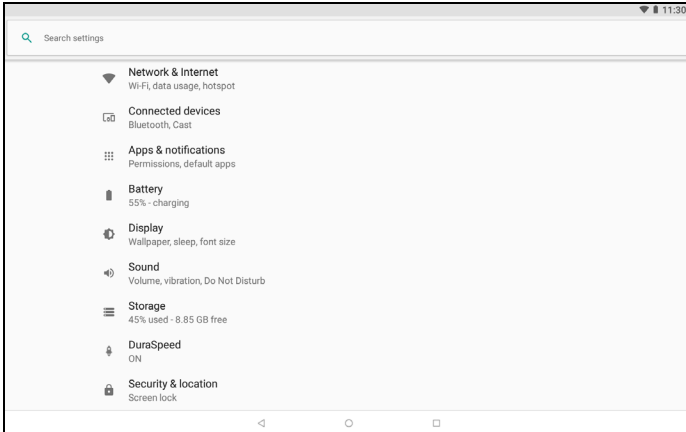 11:30
Search settings
Network & Internet
Wi-Fi, data usage, hotspot
Connected devices
Bluetooth, Cast
Apps & notifications
Permissions, default apps
Battery
55% - charging
Display
Wallpaper, sleep, font size
Sound
Volume, vibration, Do Not Disturb
Storage
45% used - 8.85 GB free
DuraSpeed
ON
Security & location
Screen lock